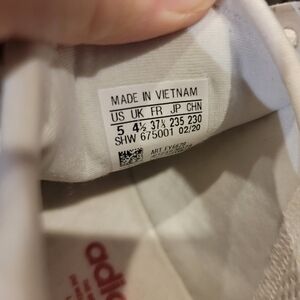 MADE IN VIETNAM
US UK FR JP CHN
5 4½ 37⅓ 235 230
SHW 675001 02/20
adidas